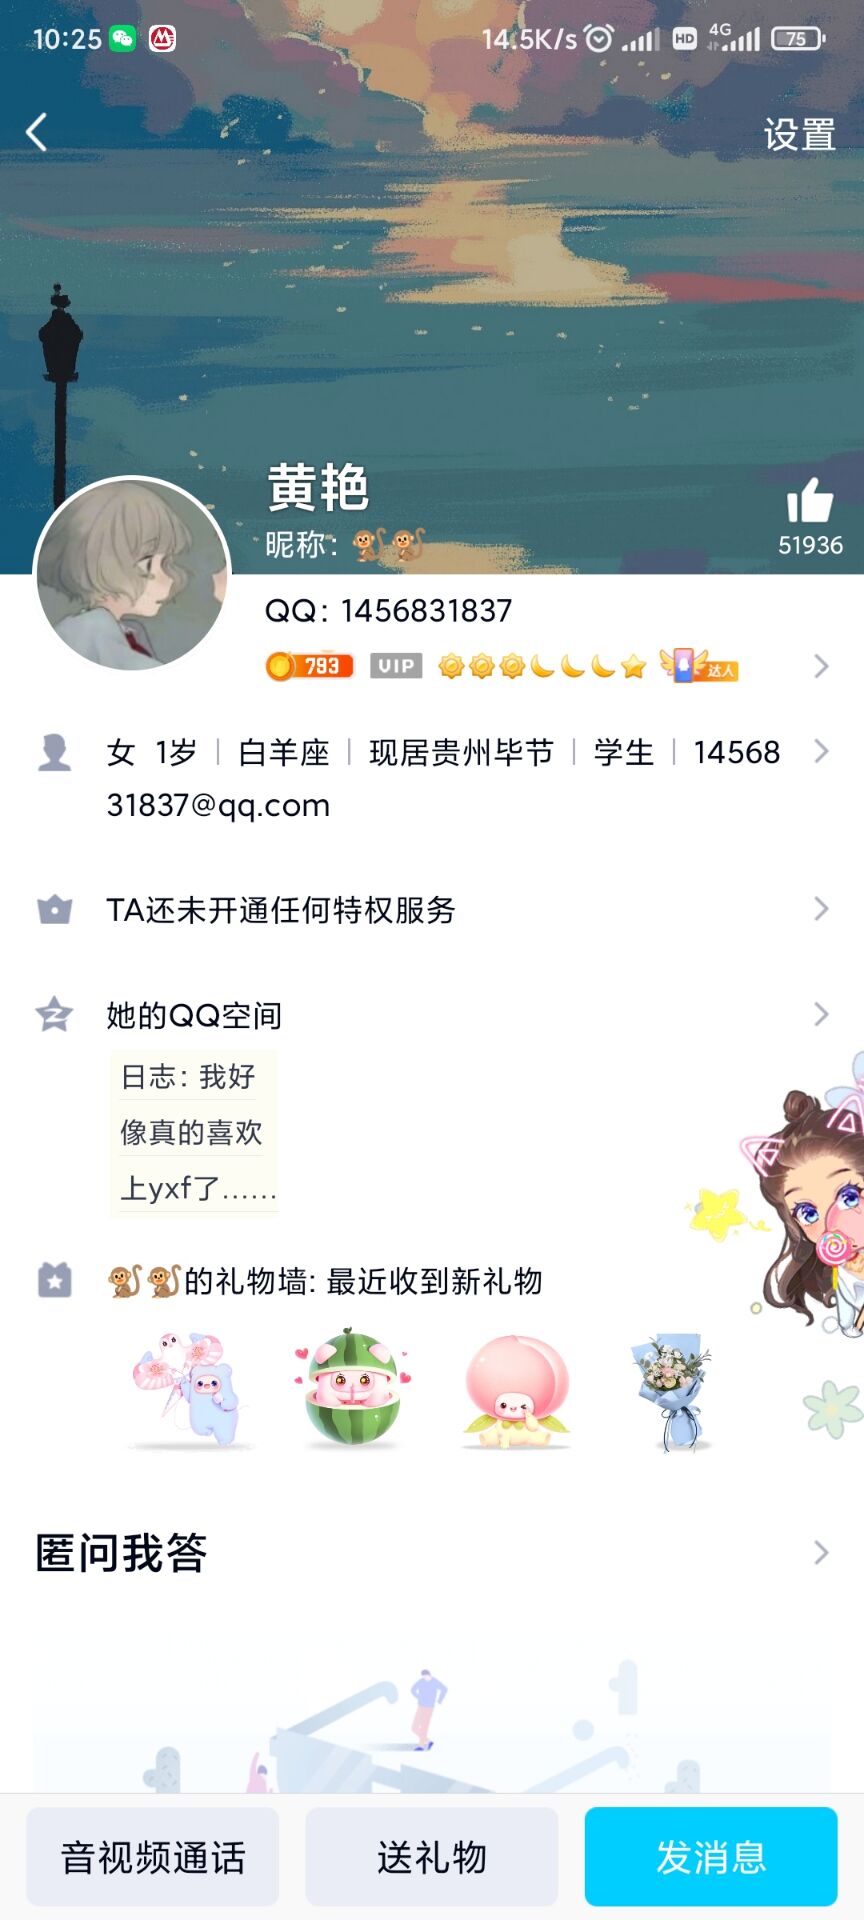 10:25 14.5K/s HD 4G 75
设置
黄艳
昵称：🐒🐒
51936
QQ：1456831837
793 VIP 达人
女 1岁 | 白羊座 | 现居贵州毕节 | 学生 | 14568
31837@qq.com
TA还未开通任何特权服务
她的QQ空间
日志：我好
像真的喜欢
上yxf了……
🐒🐒的礼物墙: 最近收到新礼物
匿问我答
音视频通话 送礼物 发消息